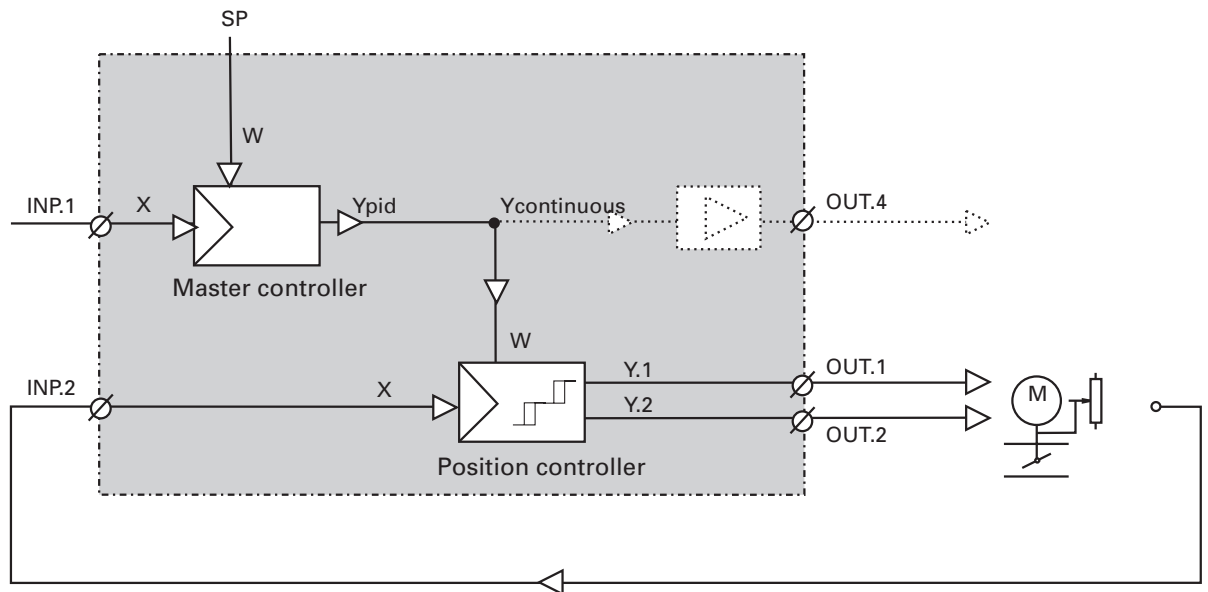 SP
W
INP.1
X
Ypid
Ycontinuous
OUT.4
Master controller
W
INP.2
X
Y.1
OUT.1
Y.2
OUT.2
M
Position controller